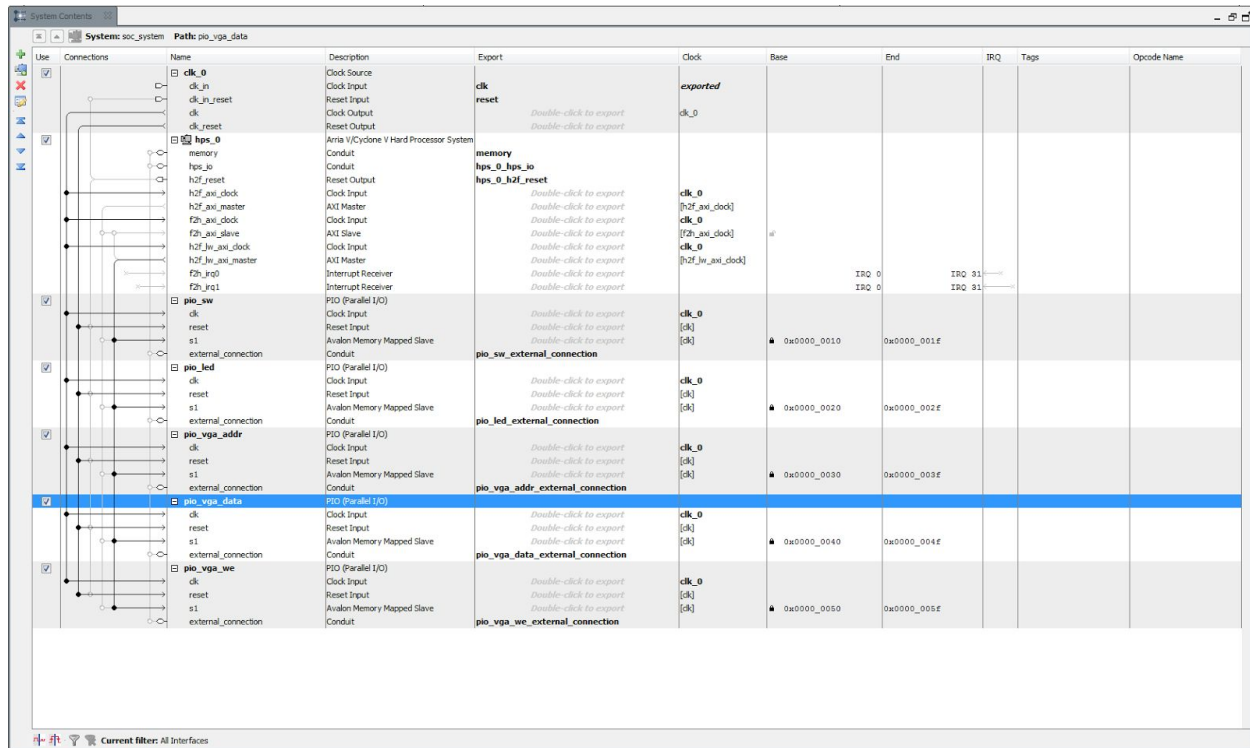 System Contents
System: soc_system Path: pio_vga_data
Use Connections Name Description Export Clock Base End IRQ Tags Opcode Name
clk_0 Clock Source
clk_in Clock Input clk exported
clk_in_reset Reset Input reset
clk Clock Output Double-click to export clk_0
clk_reset Reset Output Double-click to export
hps_0 Arria V/Cyclone V Hard Processor System
memory Conduit memory
hps_io Conduit hps_0_hps_io
h2f_reset Reset Output hps_0_h2f_reset
h2f_axi_clock Clock Input Double-click to export clk_0
h2f_axi_master AXI Master Double-click to export [h2f_axi_clock]
f2h_axi_clock Clock Input Double-click to export clk_0
f2h_axi_slave AXI Slave Double-click to export [f2h_axi_clock]
h2f_lw_axi_clock Clock Input Double-click to export clk_0
h2f_lw_axi_master AXI Master Double-click to export [h2f_lw_axi_clock]
f2h_irq0 Interrupt Receiver Double-click to export IRQ 0 IRQ 31
f2h_irq1 Interrupt Receiver Double-click to export IRQ 0 IRQ 31
pio_sw PIO (Parallel I/O)
clk Clock Input Double-click to export clk_0
reset Reset Input Double-click to export [clk]
s1 Avalon Memory Mapped Slave Double-click to export [clk] 0x0000_0010 0x0000_001f
external_connection Conduit pio_sw_external_connection
pio_led PIO (Parallel I/O)
clk Clock Input Double-click to export clk_0
reset Reset Input Double-click to export [clk]
s1 Avalon Memory Mapped Slave Double-click to export [clk] 0x0000_0020 0x0000_002f
external_connection Conduit pio_led_external_connection
pio_vga_addr PIO (Parallel I/O)
clk Clock Input Double-click to export clk_0
reset Reset Input Double-click to export [clk]
s1 Avalon Memory Mapped Slave Double-click to export [clk] 0x0000_0030 0x0000_003f
external_connection Conduit pio_vga_addr_external_connection
pio_vga_data PIO (Parallel I/O)
clk Clock Input Double-click to export clk_0
reset Reset Input Double-click to export [clk]
s1 Avalon Memory Mapped Slave Double-click to export [clk] 0x0000_0040 0x0000_004f
external_connection Conduit pio_vga_data_external_connection
pio_vga_we PIO (Parallel I/O)
clk Clock Input Double-click to export clk_0
reset Reset Input Double-click to export [clk]
s1 Avalon Memory Mapped Slave Double-click to export [clk] 0x0000_0050 0x0000_005f
external_connection Conduit pio_vga_we_external_connection
Current filter: All Interfaces